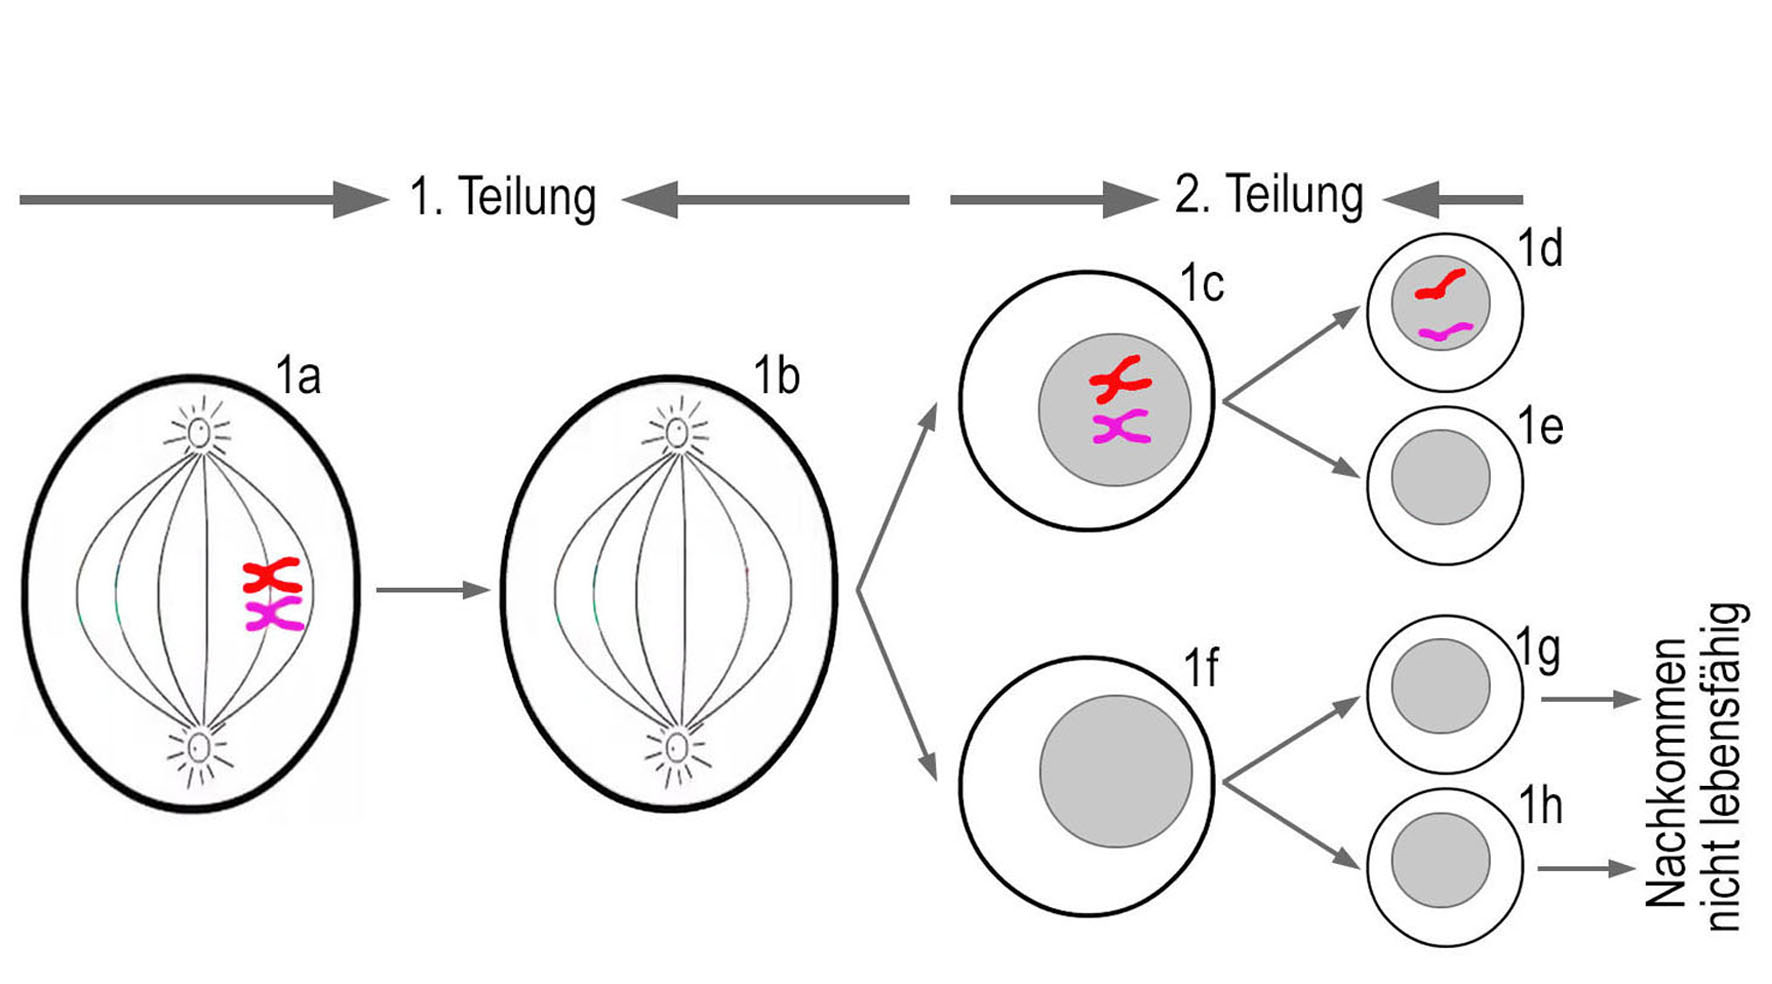 1. Teilung
2. Teilung
1a
1b
1c
1d
1e
1f
1g
1h
Nachkommen
nicht lebensfähig